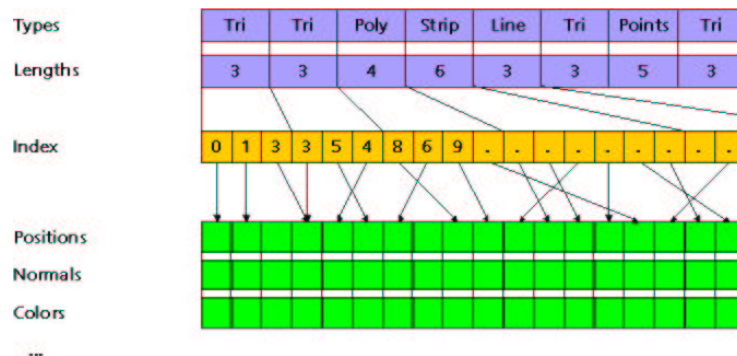 Types Tri Tri Poly Strip Line Tri Points Tri
Lengths 3 3 4 6 3 3 5 3
Index 0 1 3 3 5 4 8 6 9 . . . . . . . . .
Positions
Normals
Colors
...